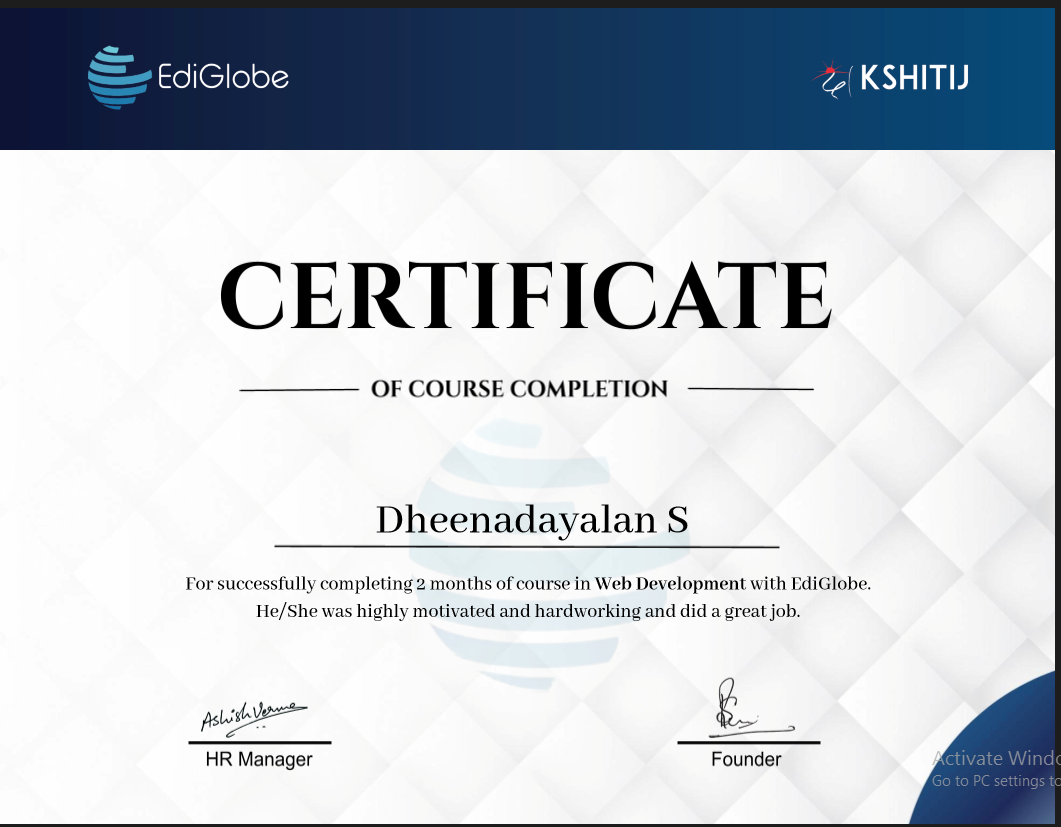 EdiGlobe
KSHITIJ
CERTIFICATE
OF COURSE COMPLETION
Dheenadayalan S
For successfully completing 2 months of course in Web Development with EdiGlobe.
He/She was highly motivated and hardworking and did a great job.
Ashish Verma
HR Manager
Founder
Activate Windo
Go to PC settings to